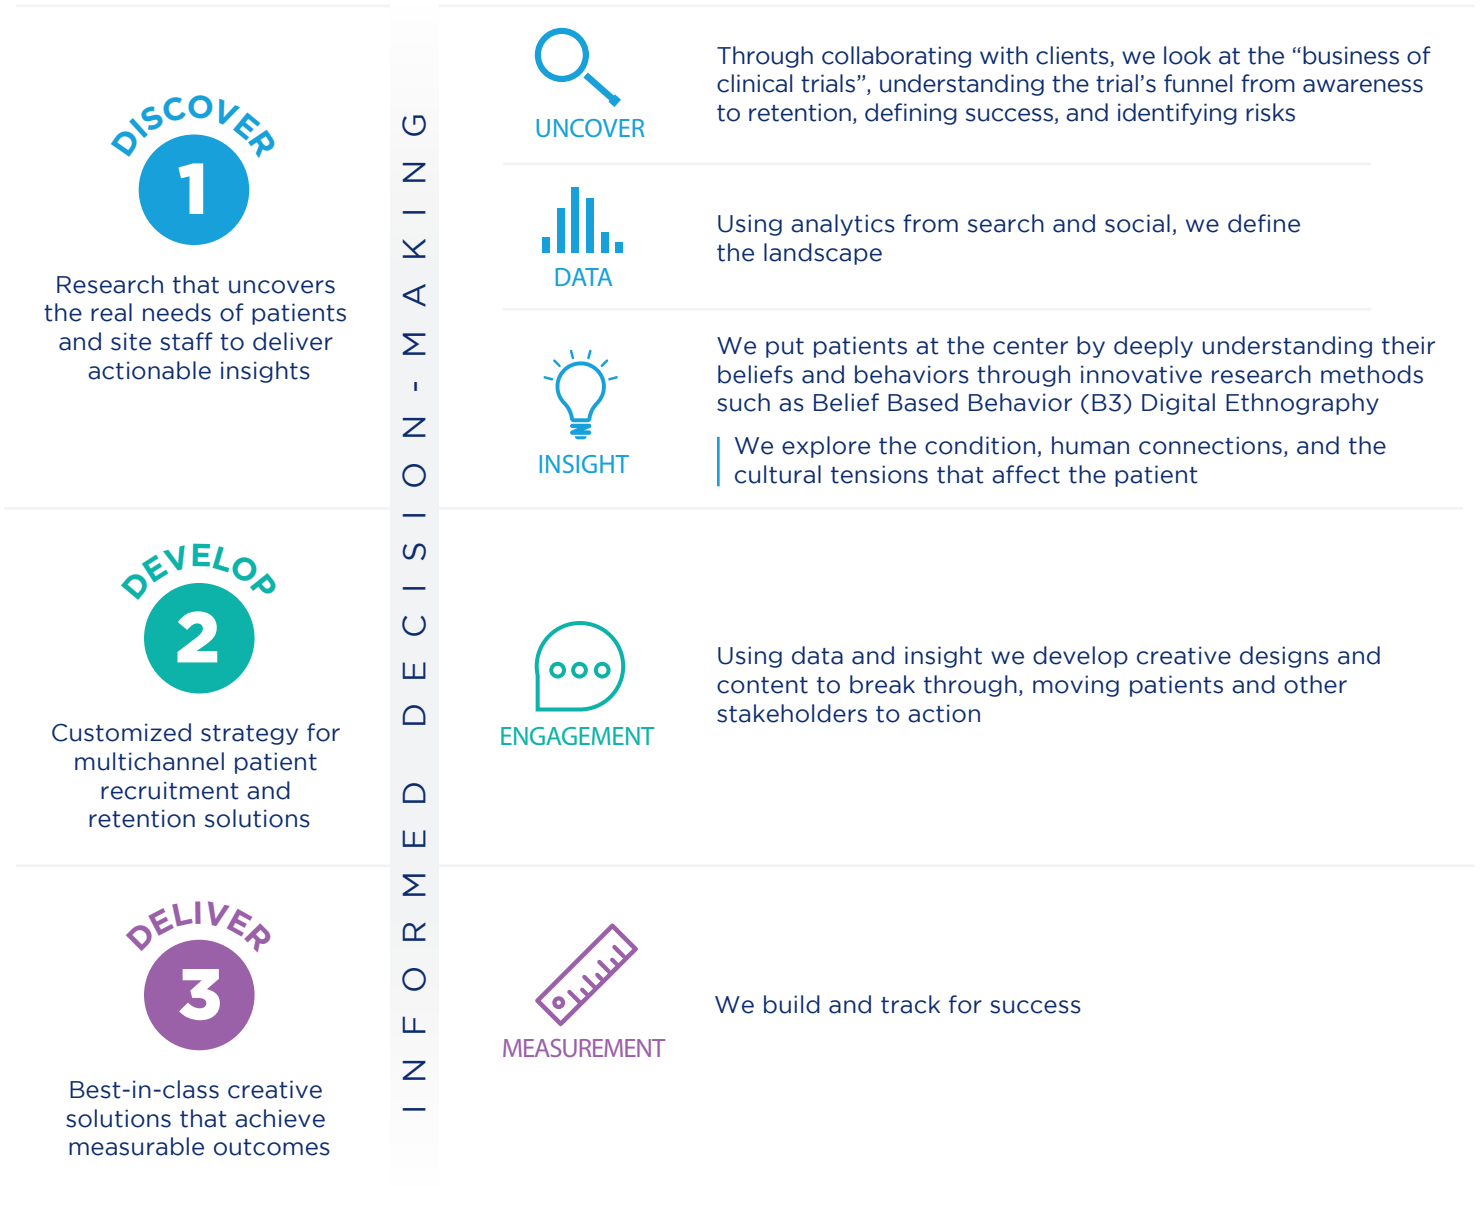 DISCOVER
1
Research that uncovers
the real needs of patients
and site staff to deliver
actionable insights
INFORMED DECISION-MAKING
UNCOVER
Through collaborating with clients, we look at the “business of
clinical trials”, understanding the trial’s funnel from awareness
to retention, defining success, and identifying risks
DATA
Using analytics from search and social, we define
the landscape
INSIGHT
We put patients at the center by deeply understanding their
beliefs and behaviors through innovative research methods
such as Belief Based Behavior (B3) Digital Ethnography
We explore the condition, human connections, and the
cultural tensions that affect the patient
DEVELOP
2
Customized strategy for
multichannel patient
recruitment and
retention solutions
ENGAGEMENT
Using data and insight we develop creative designs and
content to break through, moving patients and other
stakeholders to action
DELIVER
3
Best-in-class creative
solutions that achieve
measurable outcomes
MEASUREMENT
We build and track for success